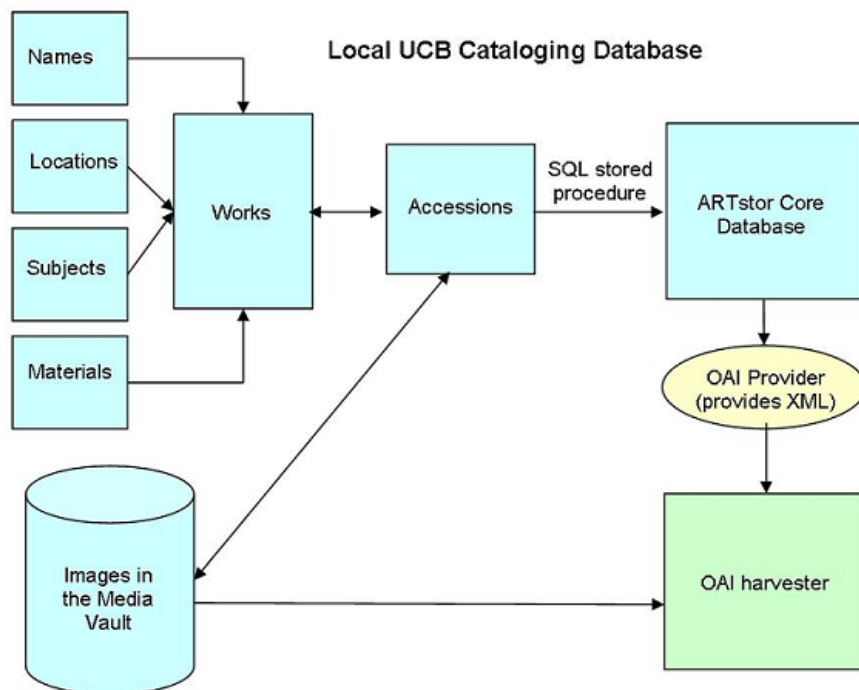 Local UCB Cataloging Database
Names
Locations
Subjects
Materials
Works
Accessions
SQL stored
procedure
ARTstor Core
Database
OAI Provider
(provides XML)
Images in
the Media
Vault
OAI harvester